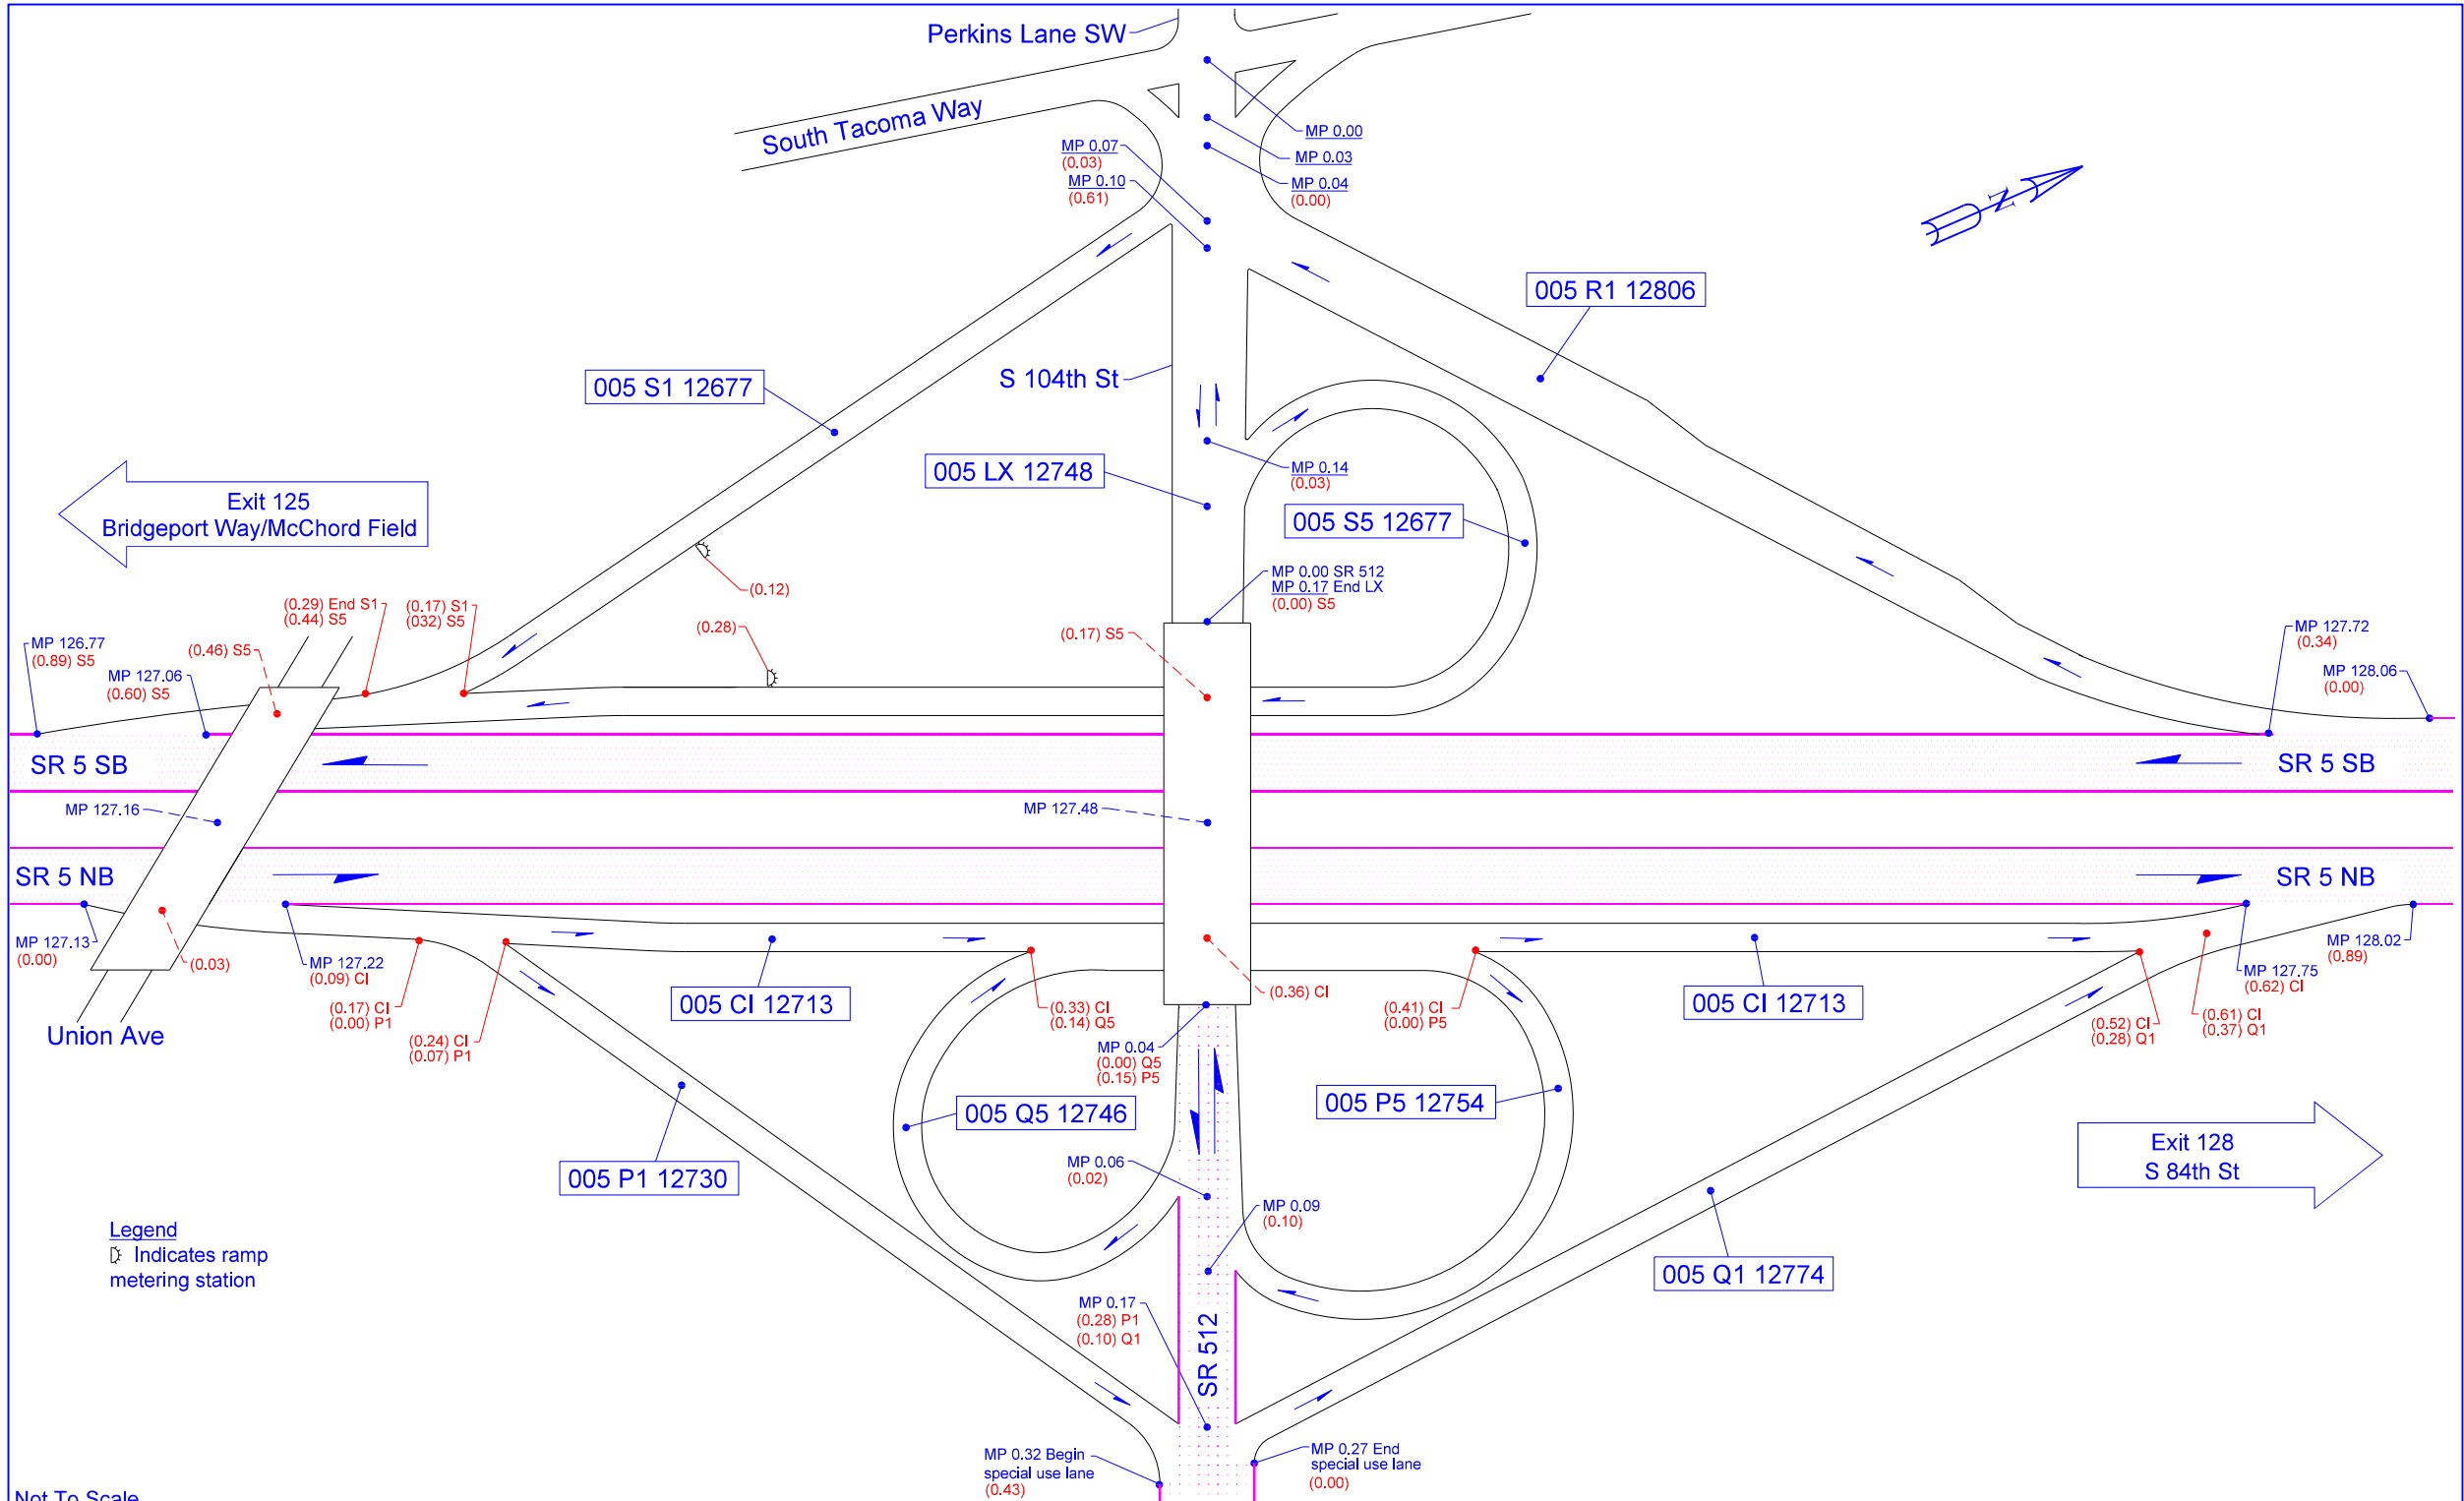 Perkins Lane SW
South Tacoma Way
MP 0.00
MP 0.03
MP 0.04
(0.00)
MP 0.07
(0.03)
MP 0.10
(0.61)
N
005 R1 12806
005 S1 12677
S 104th St
005 LX 12748
MP 0.14
(0.03)
005 S5 12677
Exit 125
Bridgeport Way/McChord Field
(0.12)
MP 0.00 SR 512
MP 0.17 End LX
(0.00) S5
(0.29) End S1
(0.44) S5
(0.17) S1
(032) S5
(0.28)
(0.17) S5
MP 126.77
(0.89) S5
(0.46) S5
MP 127.06
(0.60) S5
MP 127.72
(0.34)
MP 128.06
(0.00)
SR 5 SB
SR 5 SB
MP 127.16
MP 127.48
SR 5 NB
SR 5 NB
MP 127.13
(0.00)
(0.03)
MP 127.22
(0.09) CI
(0.17) CI
(0.00) P1
(0.24) CI
(0.07) P1
005 CI 12713
(0.33) CI
(0.14) Q5
(0.36) CI
(0.41) CI
(0.00) P5
005 CI 12713
MP 128.02
(0.89)
MP 127.75
(0.62) CI
(0.61) CI
(0.37) Q1
(0.52) CI
(0.28) Q1
Union Ave
MP 0.04
(0.00) Q5
(0.15) P5
005 Q5 12746
005 P5 12754
Exit 128
S 84th St
005 P1 12730
MP 0.06
(0.02)
MP 0.09
(0.10)
Legend
Indicates ramp
metering station
005 Q1 12774
MP 0.17
(0.28) P1
(0.10) Q1
SR 512
MP 0.32 Begin
special use lane
(0.43)
MP 0.27 End
special use lane
(0.00)
Not To Scale